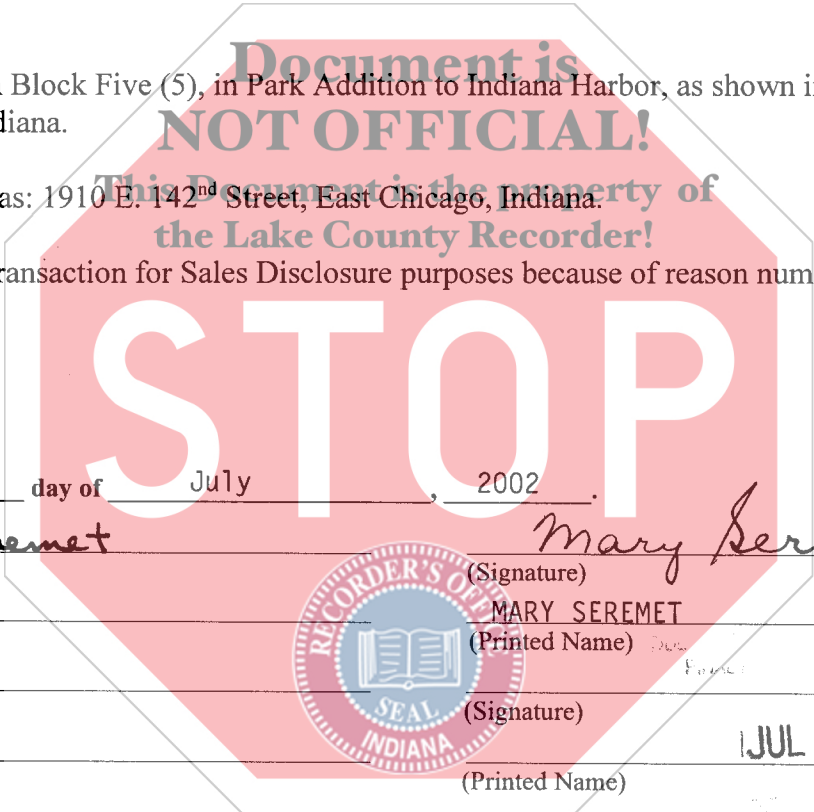 Document is
Block Five (5), in Park Addition to Indiana Harbor, as shown in
diana.
NOT OFFICIAL!
This Document is the property of
as: 1910 E. 142nd Street, East Chicago, Indiana.
the Lake County Recorder!
ransaction for Sales Disclosure purposes because of reason num
STOP
day of July, 2002.
emet Mary Ser
(Signature)
MARY SEREMET
(Printed Name)
(Signature)
JUL
(Printed Name)
RECORDER'S OFFICE
SEAL
INDIANA